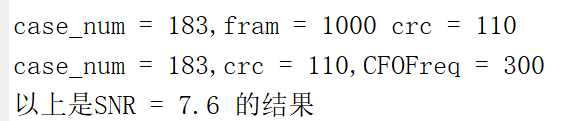 case_num = 183,fram = 1000 crc = 110
case_num = 183,crc = 110,CFOFreq = 300
以上是SNR = 7.6 的结果